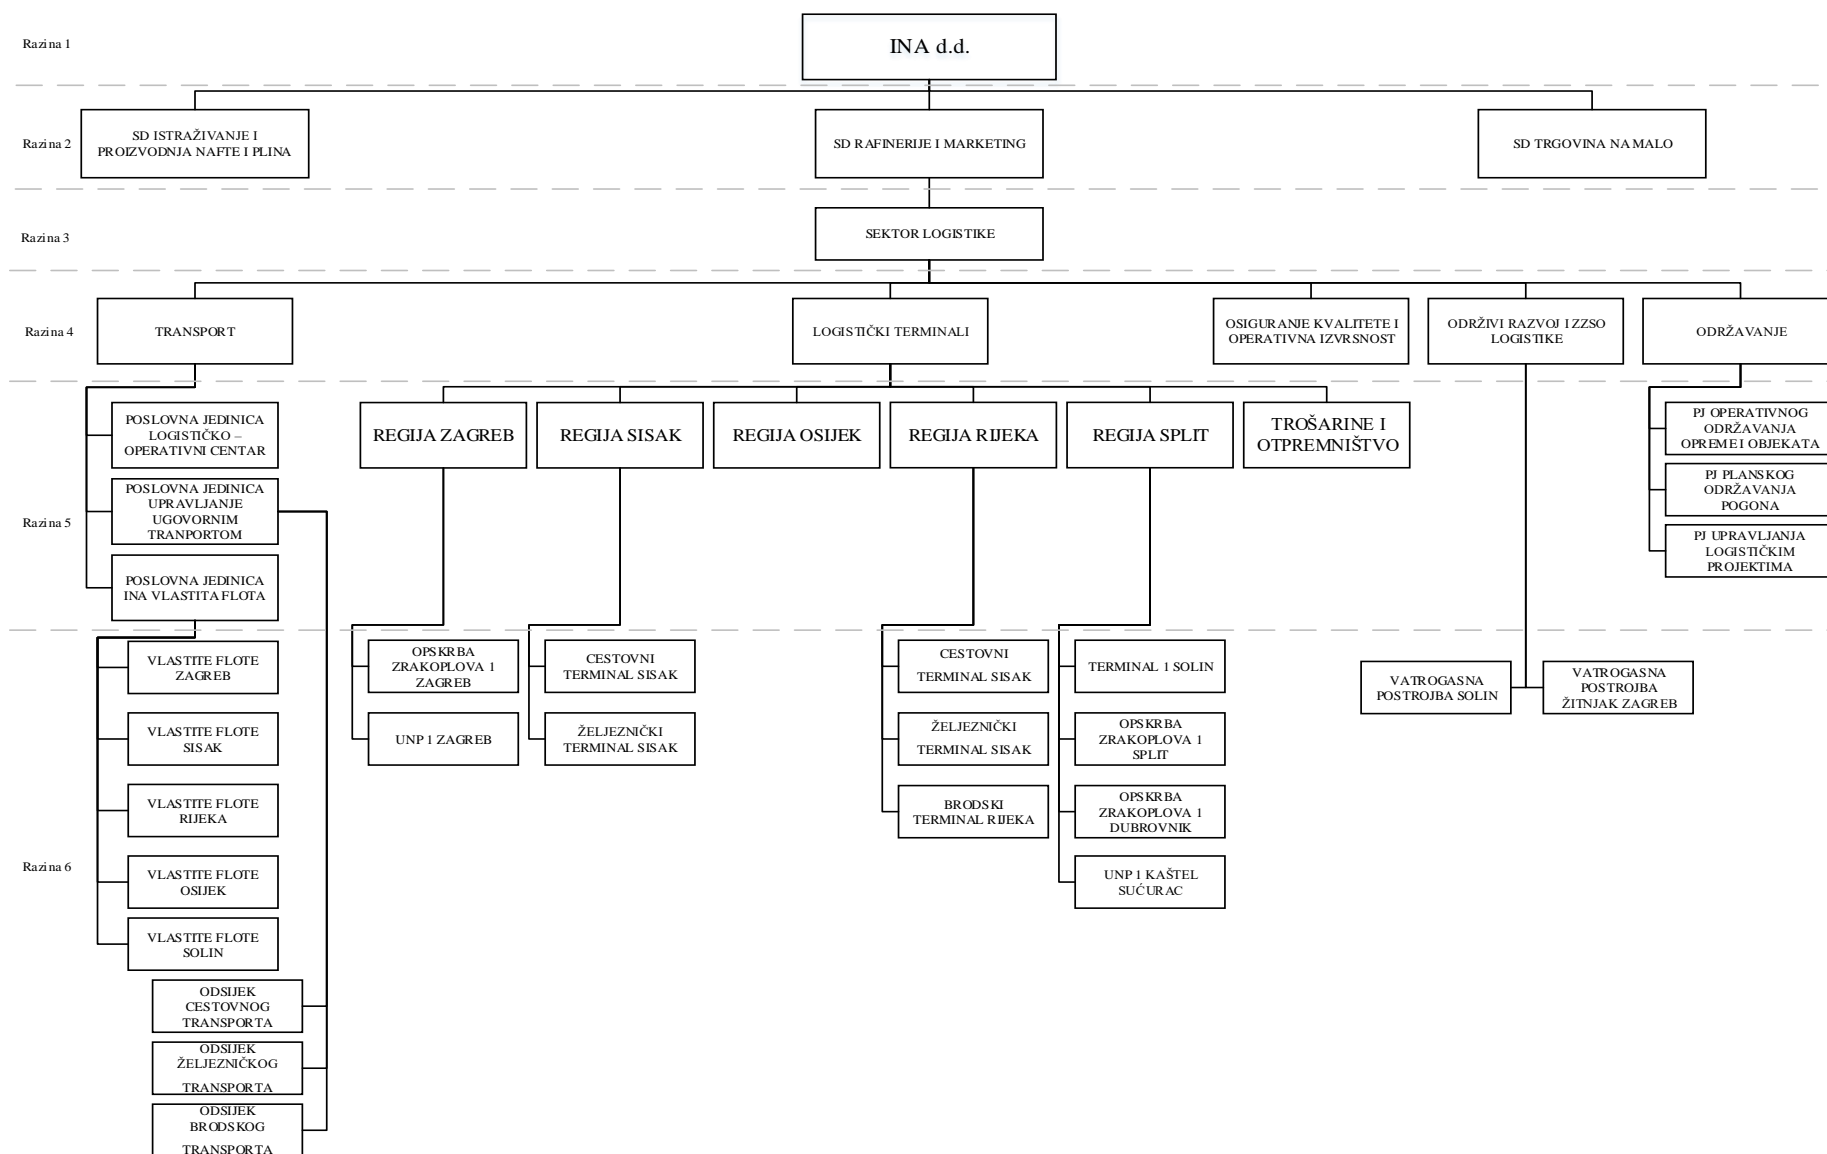 Razina 1
INA d.d.
Razina 2
SD ISTRAŽIVANJE I
PROIZVODNJA NAFTE I PLINA
SD RAFINERIJE I MARKETING
SD TRGOVINA NA MALO
Razina 3
SEKTOR LOGISTIKE
Razina 4
TRANSPORT
LOGISTIČKI TERMINALI
OSIGURANJE KVALITETE I
OPERATIVNA IZVRSNOST
ODRŽIVI RAZVOJ I ZZSO
LOGISTIKE
ODRŽAVANJE
Razina 5
POSLOVNA JEDINICA
LOGISTIČKO –
OPERATIVNI CENTAR
POSLOVNA JEDINICA
UPRAVLJANJE
UGOVORNIM
TRANPORTOM
POSLOVNA JEDINICA
INA VLASTITA FLOTA
REGIJA ZAGREB
REGIJA SISAK
REGIJA OSIJEK
REGIJA RIJEKA
REGIJA SPLIT
TROŠARINE I
OTPREMNIŠTVO
PJ OPERATIVNOG
ODRŽAVANJA
OPREME I OBJEKATA
PJ PLANSKOG
ODRŽAVANJA
POGONA
PJ UPRAVLJANJA
LOGISTIČKIM
PROJEKTIMA
Razina 6
VLASTITE FLOTE
ZAGREB
VLASTITE FLOTE
SISAK
VLASTITE FLOTE
RIJEKA
VLASTITE FLOTE
OSIJEK
VLASTITE FLOTE
SOLIN
ODSIJEK
CESTOVNOG
TRANSPORTA
ODSIJEK
ŽELJEZNIČKOG
TRANSPORTA
ODSIJEK
BRODSKOG
TRANSPORTA
OPSKRBA
ZRAKOPLOVA 1
ZAGREB
UNP 1 ZAGREB
CESTOVNI
TERMINAL SISAK
ŽELJEZNIČKI
TERMINAL SISAK
CESTOVNI
TERMINAL SISAK
ŽELJEZNIČKI
TERMINAL SISAK
BRODSKI
TERMINAL RIJEKA
TERMINAL 1 SOLIN
OPSKRBA
ZRAKOPLOVA 1
SPLIT
OPSKRBA
ZRAKOPLOVA 1
DUBROVNIK
UNP 1 KAŠTEL
SUĆURAC
VATROGASNA
POSTROJBA SOLIN
VATROGASNA
POSTROJBA
ŽITNJAK ZAGREB